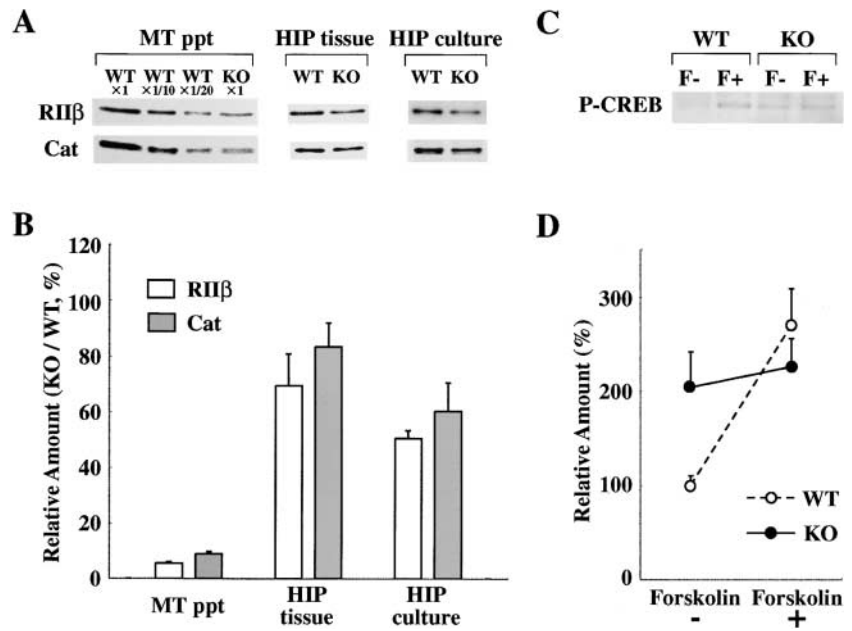 A
MT ppt
HIP tissue
HIP culture
WT WT WT KO
×1 ×1/10 ×1/20 ×1
WT KO
WT KO
RIIβ
Cat
C
WT KO
F- F+ F- F+
P-CREB
B
Relative Amount (KO / WT, %)
120
100
80
60
40
20
0
RIIβ
Cat
MT ppt
HIP tissue
HIP culture
D
Relative Amount (%)
300
200
100
0
WT
KO
Forskolin Forskolin
- +